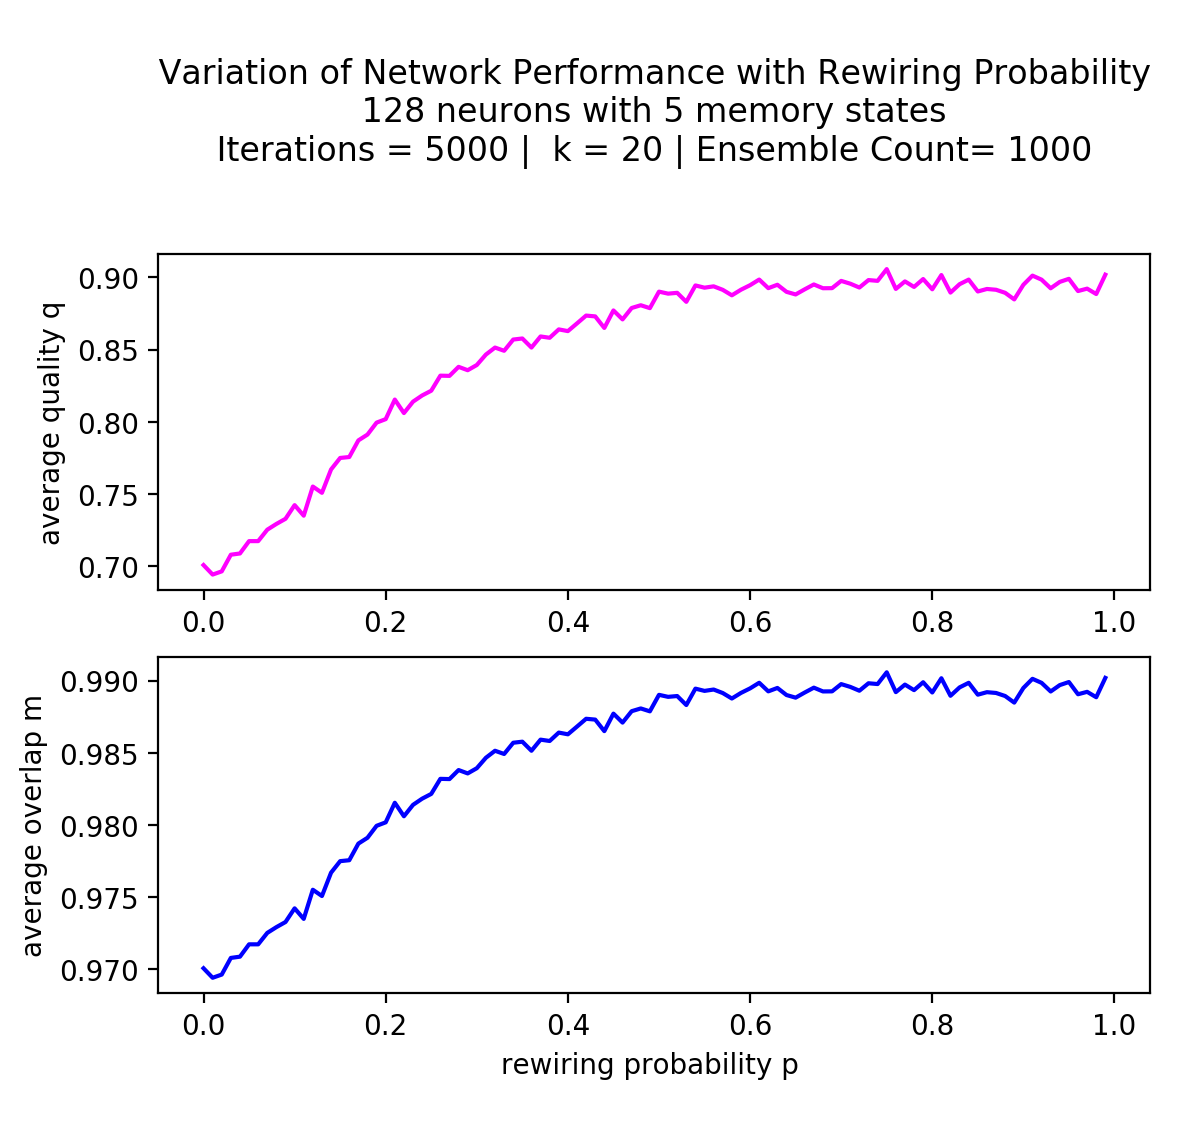 Variation of Network Performance with Rewiring Probability
128 neurons with 5 memory states
Iterations = 5000 |  k = 20 | Ensemble Count= 1000
average quality q
0.90
0.85
0.80
0.75
0.70
0.0 0.2 0.4 0.6 0.8 1.0
average overlap m
0.990
0.985
0.980
0.975
0.970
0.0 0.2 0.4 0.6 0.8 1.0
rewiring probability p